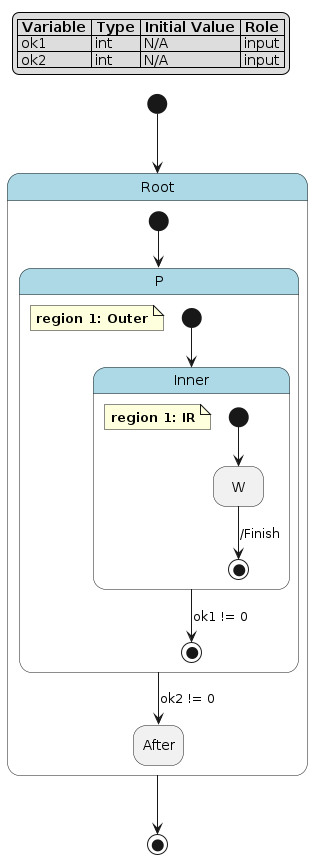 Variable Type Initial Value Role
ok1 int N/A input
ok2 int N/A input
Root
P
region 1: Outer
Inner
region 1: IR
W
/Finish
ok1 != 0
ok2 != 0
After